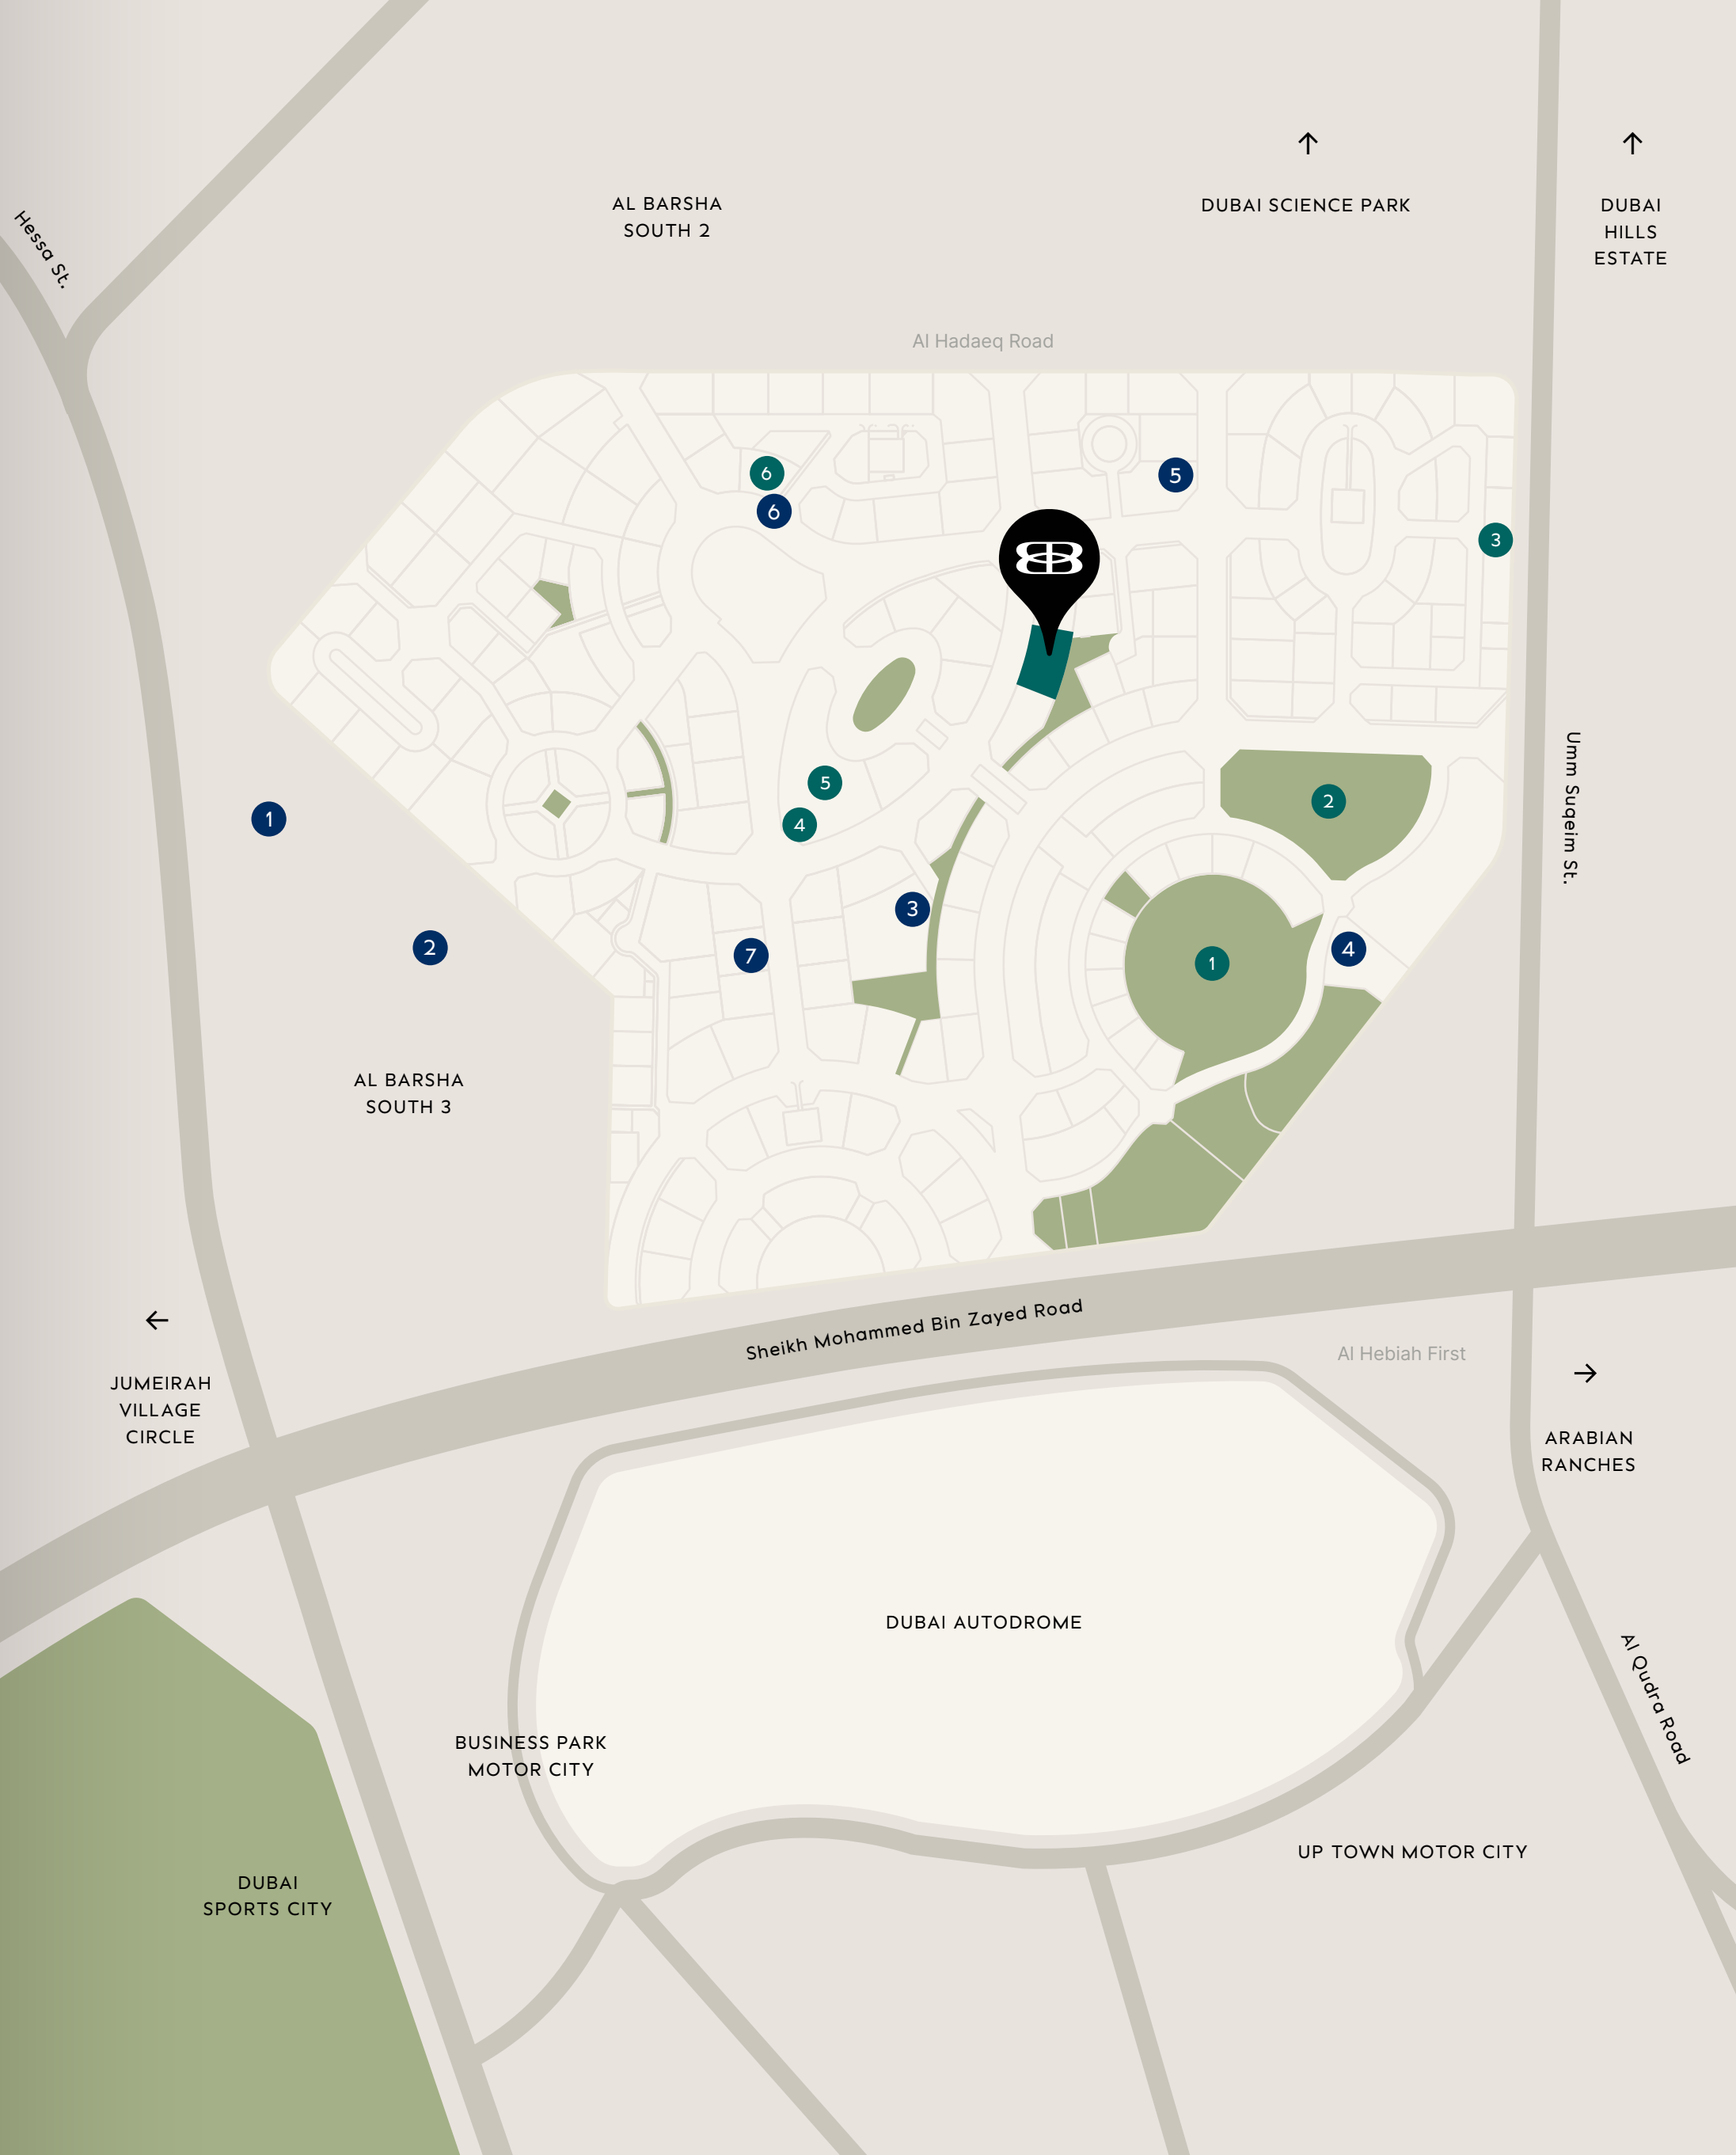 Hessa St.
AL BARSHA
SOUTH 2
DUBAI SCIENCE PARK
DUBAI
HILLS
ESTATE
Al Hadaeq Road
6
6
5
3
5
4
2
1
2
3
7
1
4
Umm Suqeim St.
AL BARSHA
SOUTH 3
Sheikh Mohammed Bin Zayed Road
Al Hebiah First
JUMEIRAH
VILLAGE
CIRCLE
ARABIAN
RANCHES
DUBAI AUTODROME
Al Qudra Road
BUSINESS PARK
MOTOR CITY
UP TOWN MOTOR CITY
DUBAI
SPORTS CITY